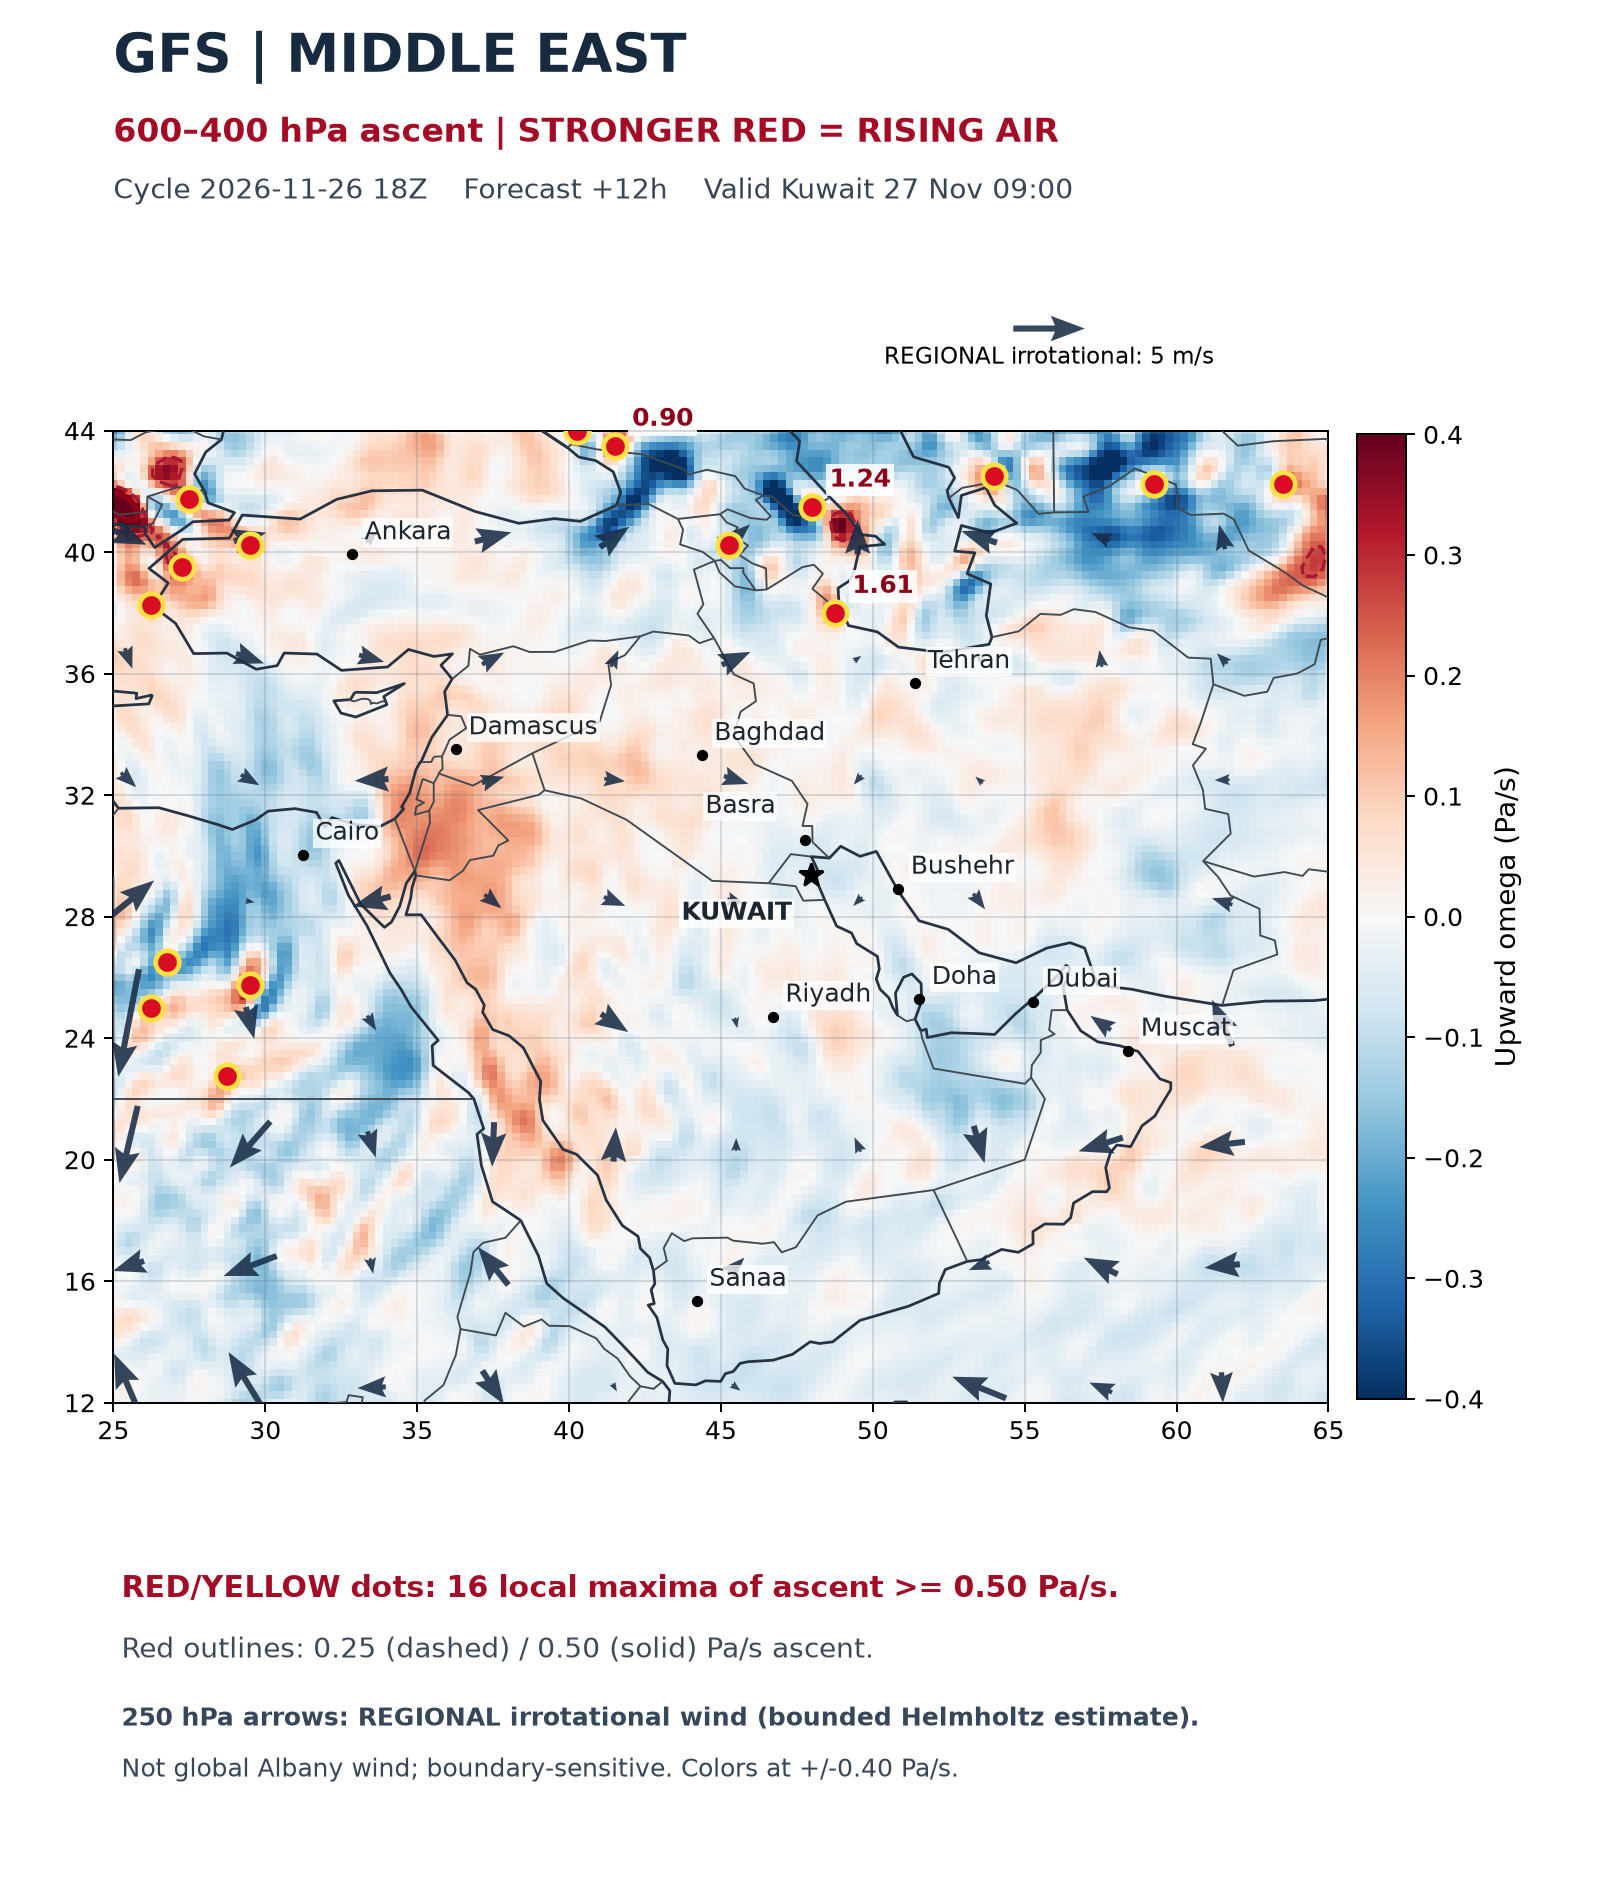 GFS | MIDDLE EAST
600–400 hPa ascent | STRONGER RED = RISING AIR
Cycle 2026-11-26 18Z    Forecast +12h    Valid Kuwait 27 Nov 09:00
REGIONAL irrotational: 5 m/s
0.90
1.24
1.61
Ankara
Tehran
Damascus
Baghdad
Basra
Cairo
Bushehr
KUWAIT
Doha
Dubai
Riyadh
Muscat
Sanaa
44
40
36
32
28
24
20
16
12
25
30
35
40
45
50
55
60
65
0.4
0.3
0.2
0.1
0.0
−0.1
−0.2
−0.3
−0.4
Upward omega (Pa/s)
RED/YELLOW dots: 16 local maxima of ascent >= 0.50 Pa/s.
Red outlines: 0.25 (dashed) / 0.50 (solid) Pa/s ascent.
250 hPa arrows: REGIONAL irrotational wind (bounded Helmholtz estimate).
Not global Albany wind; boundary-sensitive. Colors at +/-0.40 Pa/s.